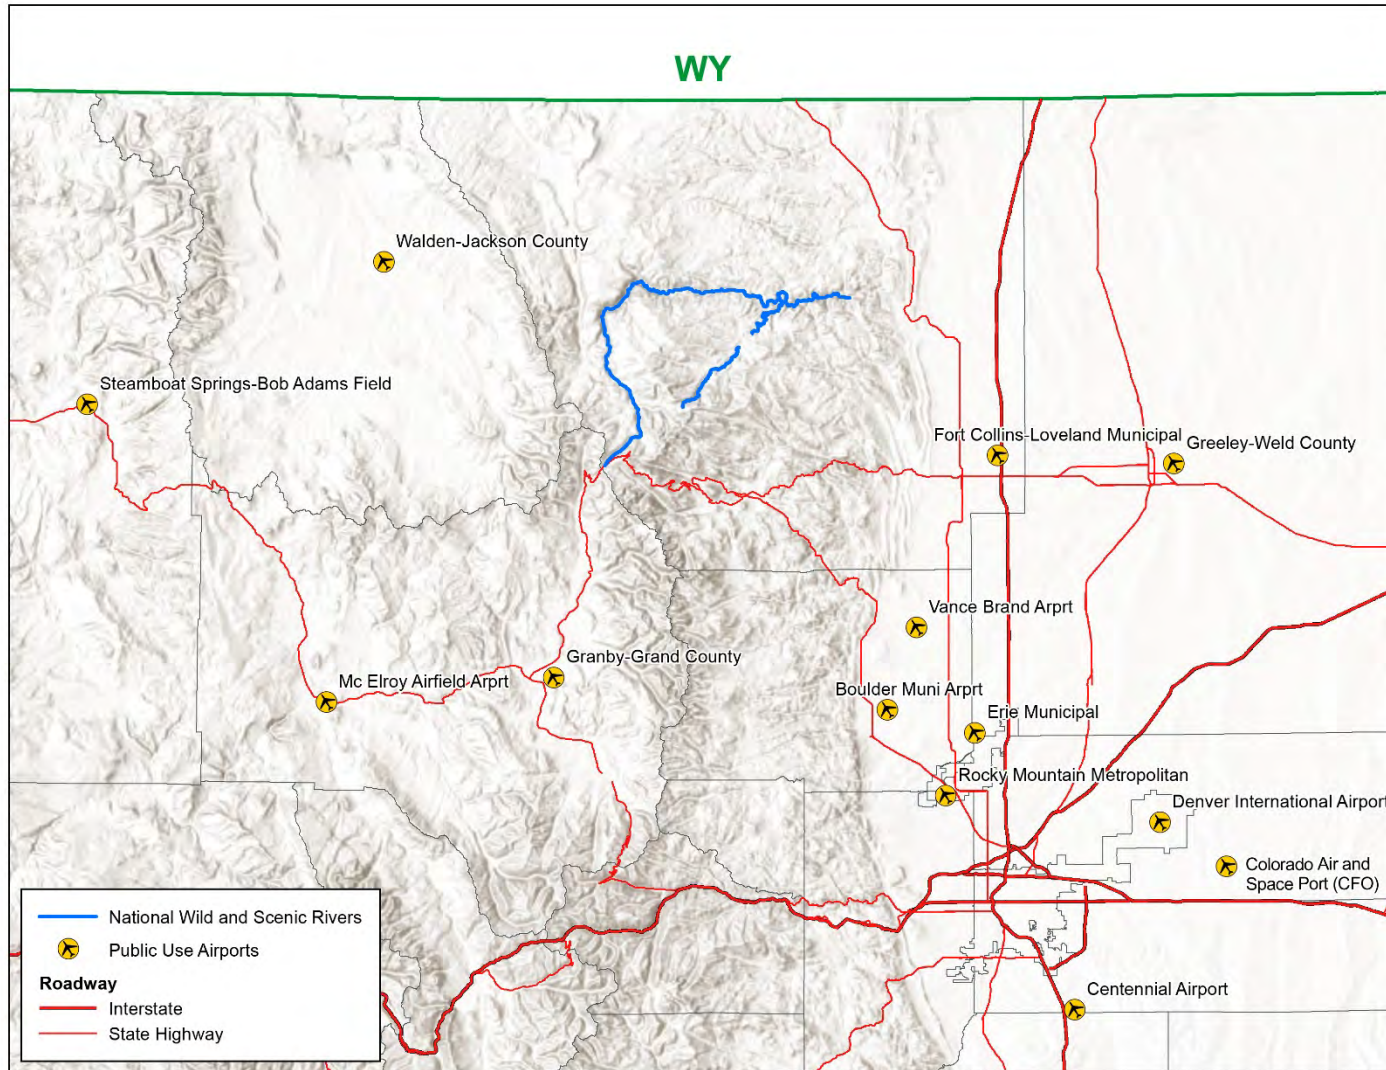 WY
Walden-Jackson County
Steamboat Springs-Bob Adams Field
Fort Collins-Loveland Municipal
Greeley-Weld County
Vance Brand Arprt
Granby-Grand County
Mc Elroy Airfield Arprt
Boulder Muni Arprt
Erie Municipal
Rocky Mountain Metropolitan
Denver International Airport
Colorado Air and
Space Port (CFO)
Centennial Airport
National Wild and Scenic Rivers
Public Use Airports
Roadway
Interstate
State Highway